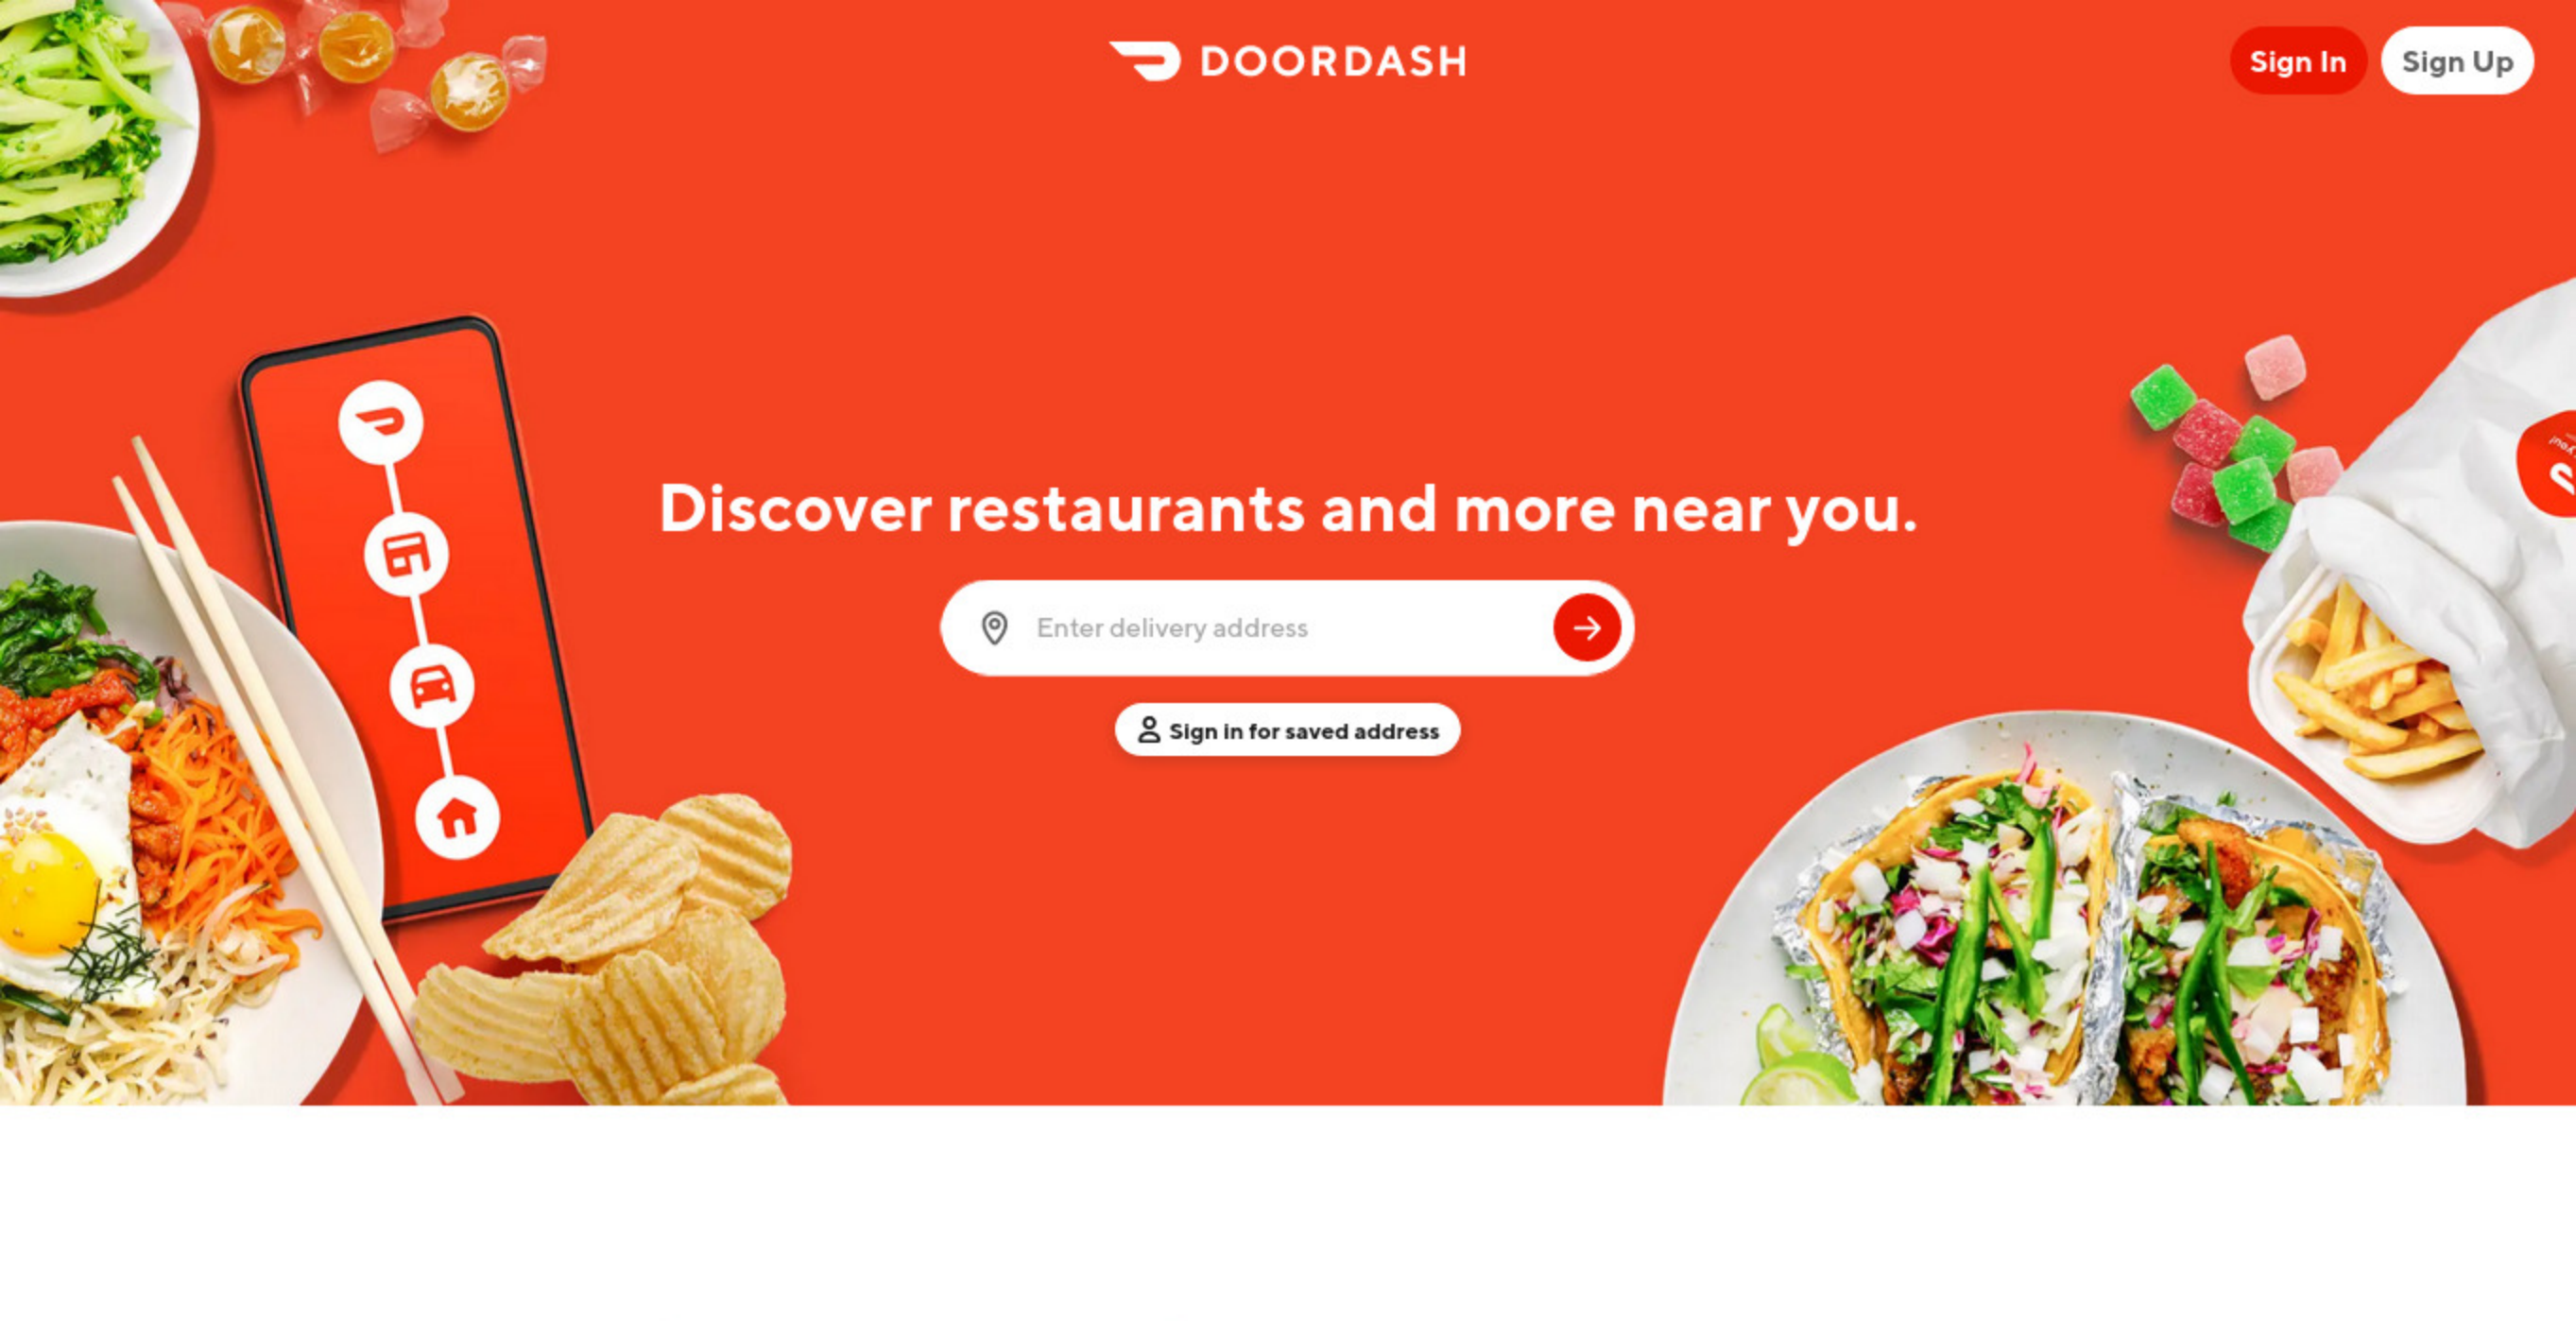 DOORDASH
Sign In
Sign Up
Discover restaurants and more near you.
Enter delivery address
Sign in for saved address